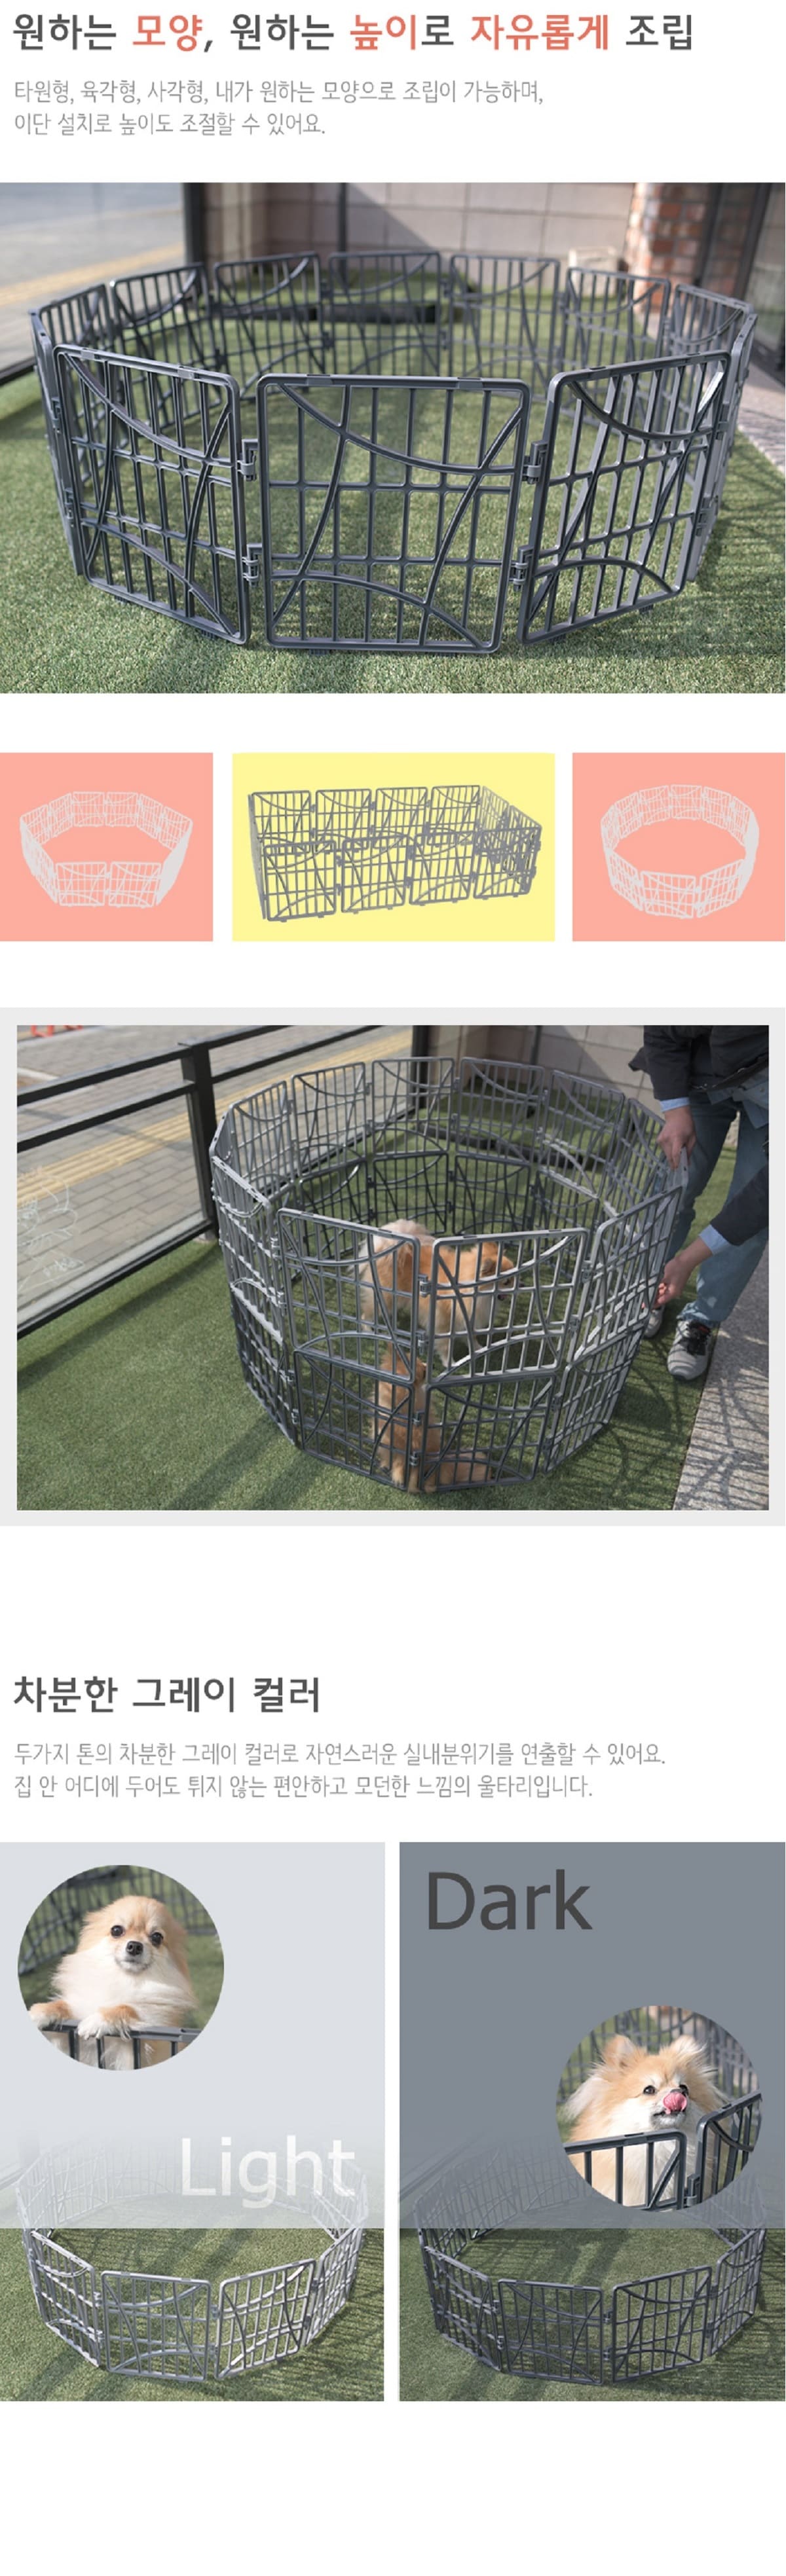 원하는 모양, 원하는 높이로 자유롭게 조립
타원형, 육각형, 사각형, 내가 원하는 모양으로 조립이 가능하며,
이단 설치로 높이도 조절할 수 있어요.
차분한 그레이 컬러
두가지 톤의 차분한 그레이 컬러로 자연스러운 실내분위기를 연출할 수 있어요.
집 안 어디에 두어도 튀지 않는 편안하고 모던한 느낌의 울타리입니다.
Dark
Light